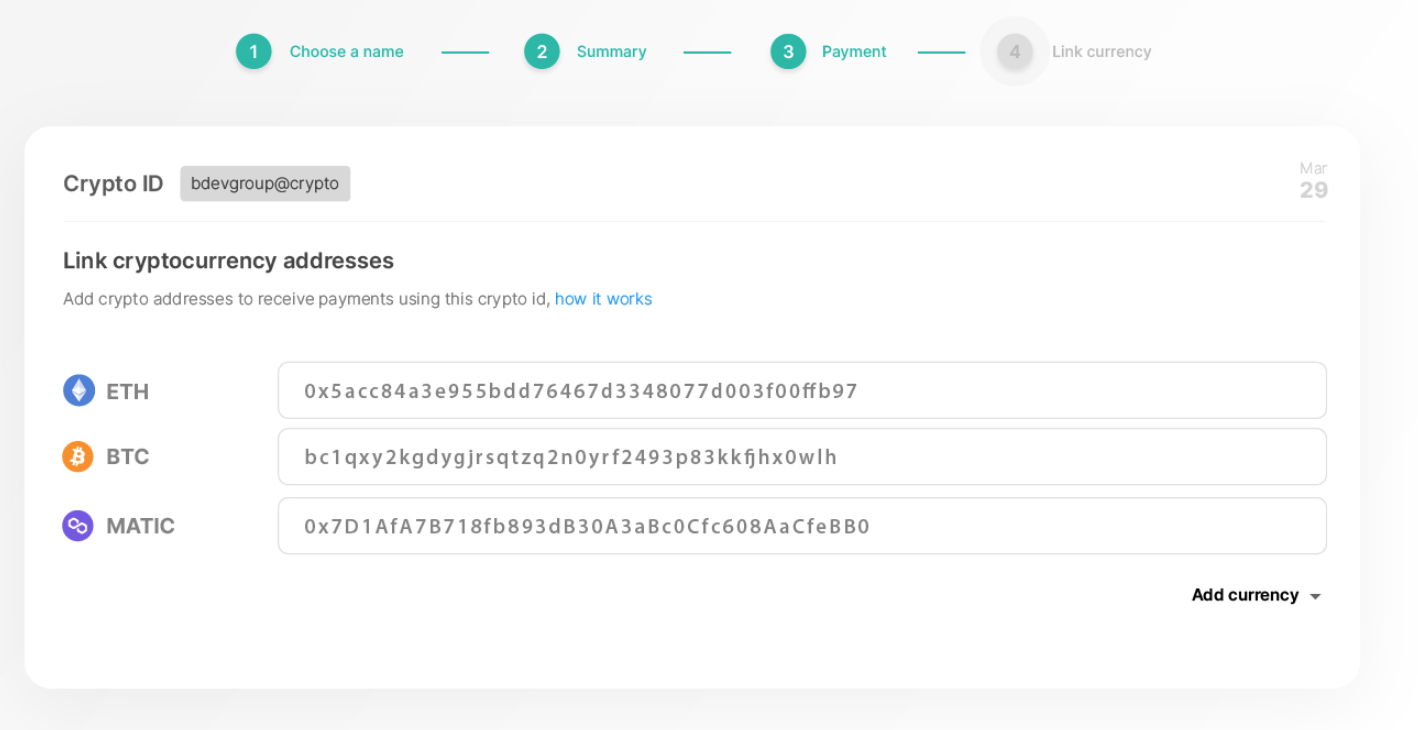 1 Choose a name 2 Summary 3 Payment 4 Link currency
Crypto ID bdevgroup@crypto
Mar
29
Link cryptocurrency addresses
Add crypto addresses to receive payments using this crypto id, how it works
ETH 0x5acc84a3e955bdd76467d3348077d003f00ffb97
BTC bc1qxy2kgdygjrsqtzq2n0yrf2493p83kkfjhx0wlh
MATIC 0x7D1AfA7B718fb893dB30A3aBc0Cfc608AaCfeBB0
Add currency